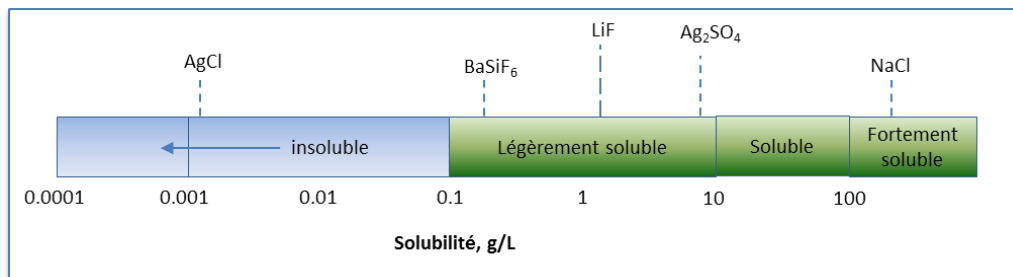 LiF
Ag₂SO₄
AgCl
BaSiF₆
NaCl
insoluble
Légèrement soluble
Soluble
Fortement
soluble
0.0001
0.001
0.01
0.1
1
10
100
Solubilité, g/L